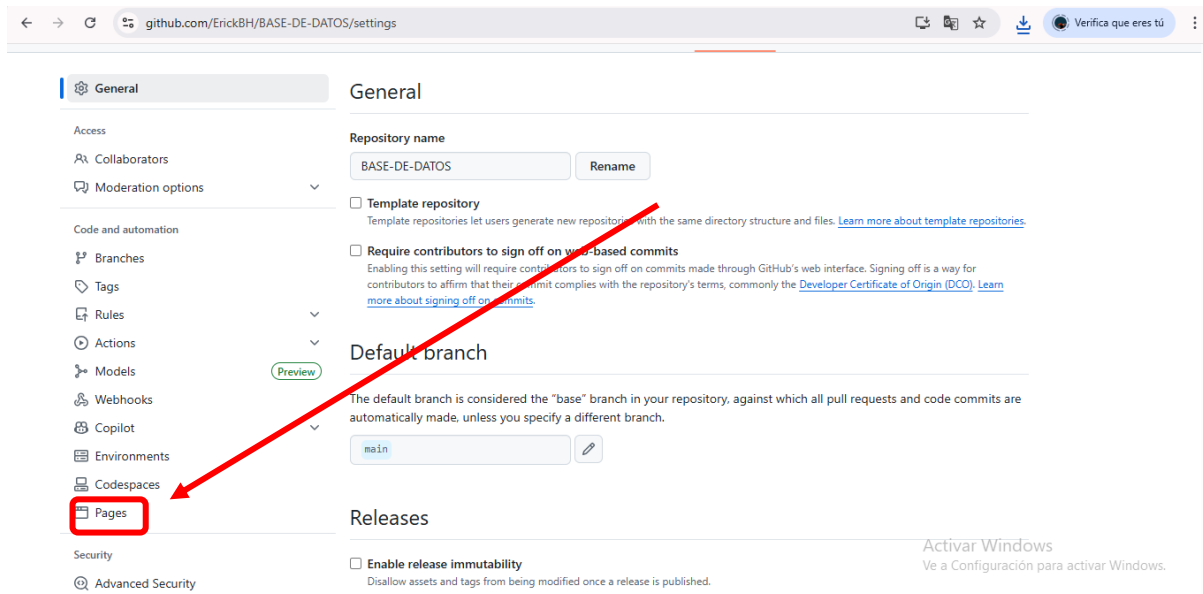 github.com/ErickBH/BASE-DE-DATOS/settings
Verifica que eres tú
General
Access
Collaborators
Moderation options
Code and automation
Branches
Tags
Rules
Actions
Models
Preview
Webhooks
Copilot
Environments
Codespaces
Pages
Security
Advanced Security
General
Repository name
BASE-DE-DATOS
Rename
Template repository
Template repositories let users generate new repositories with the same directory structure and files. Learn more about template repositories.
Require contributors to sign off on web-based commits
Enabling this setting will require contributors to sign off on commits made through GitHub's web interface. Signing off is a way for
contributors to affirm that their commit complies with the repository's terms, commonly the Developer Certificate of Origin (DCO). Learn
more about signing off on commits.
Default branch
The default branch is considered the “base” branch in your repository, against which all pull requests and code commits are
automatically made, unless you specify a different branch.
main
Releases
Enable release immutability
Disallow assets and tags from being modified once a release is published.
Activar Windows
Ve a Configuración para activar Windows.